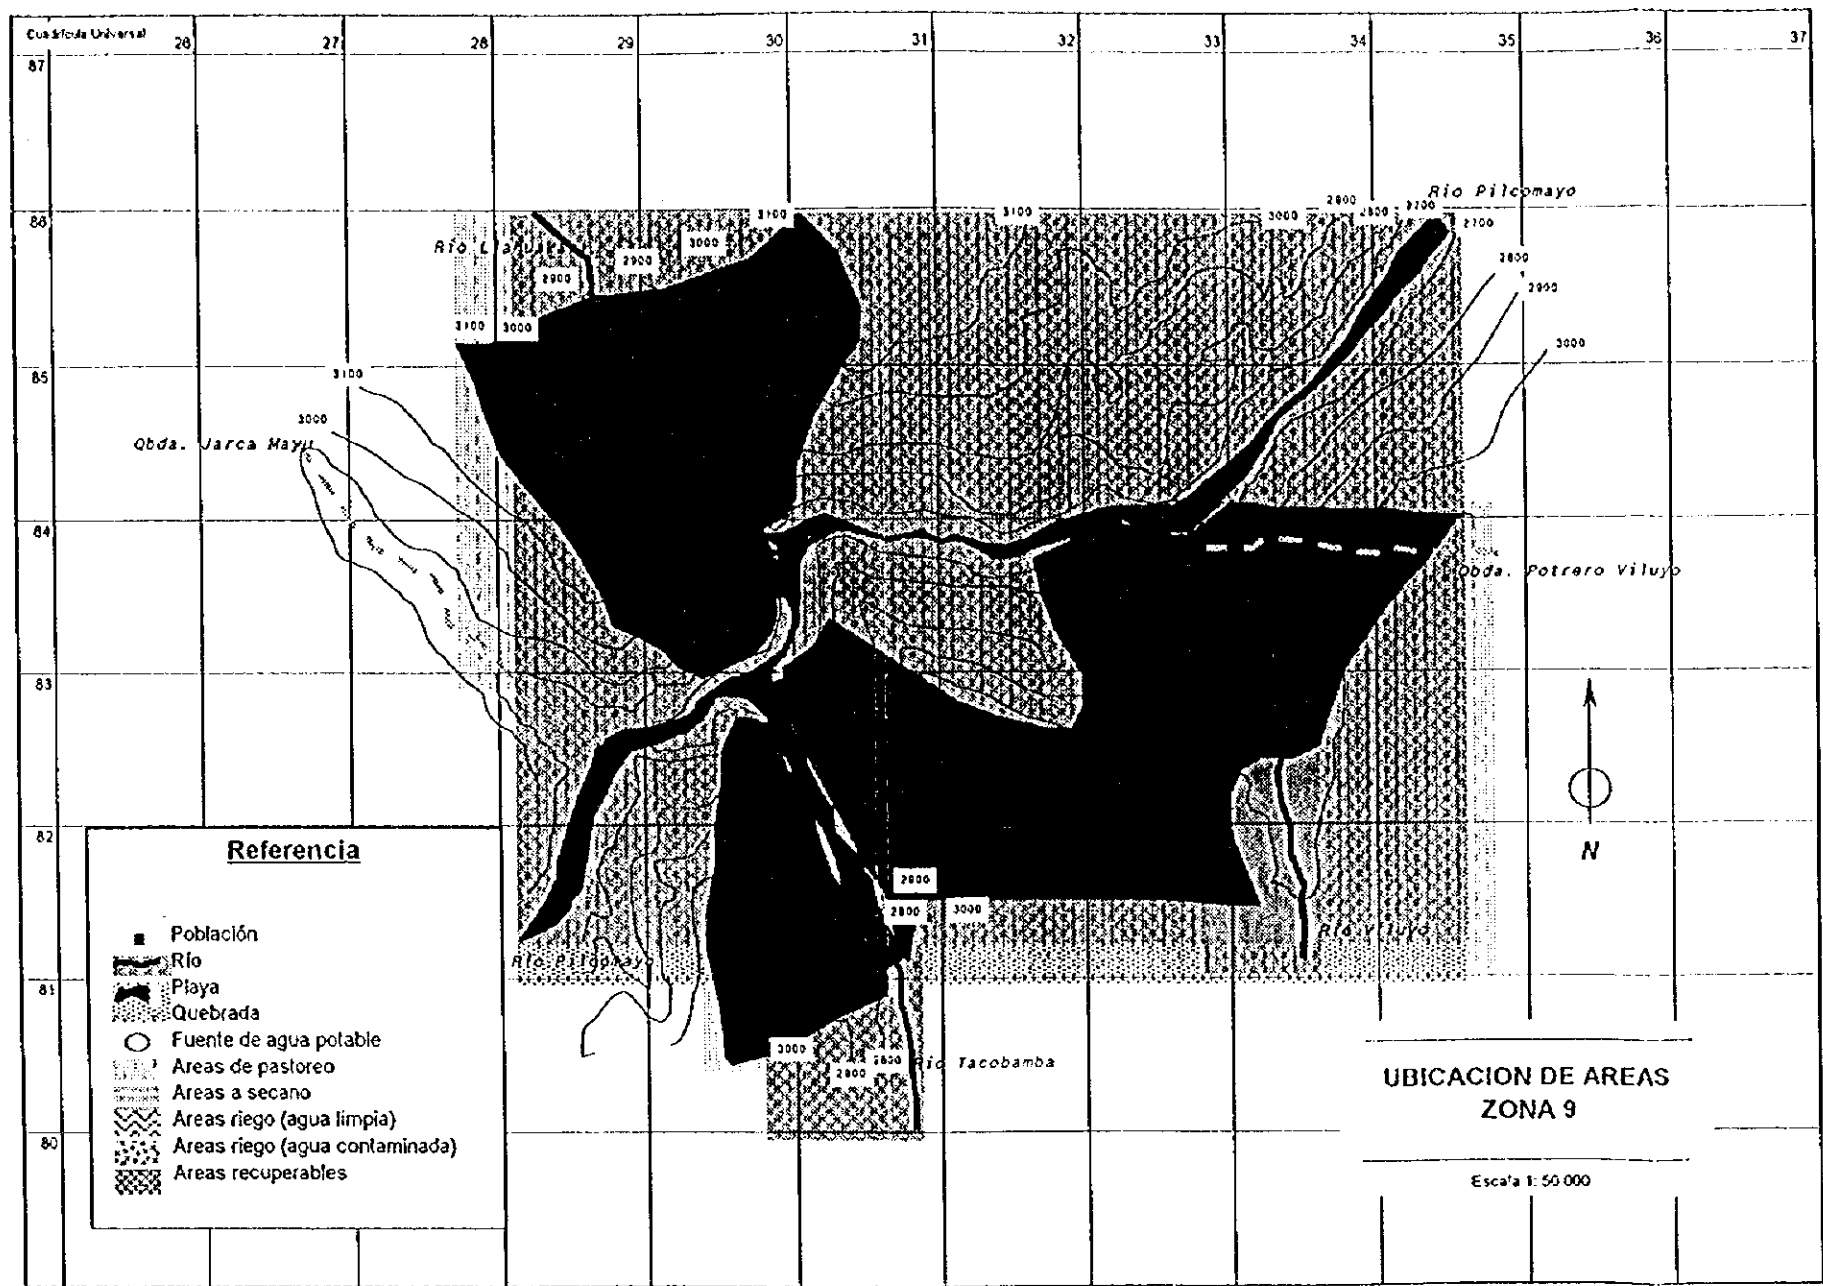 Cuadrícula Universal
26 27 28 29 30 31 32 33 34 35 36 37
87
86
85
84
83
82
81
80
Río Pilcomayo
3100
3100
3000
2900
2800
2700
2700
2900
2900
3000
2800
2900
3000
3100 3000
3100
3000
Qbda. Jarca Mayu
Qbda. Potrero Viluyo
N
2800
2800
3000
Río Viluyo
Río Pilcomayo
3000
2800
2800
Río Tacobamba
Referencia
Población
Río
Playa
Quebrada
Fuente de agua potable
Areas de pastoreo
Areas a secano
Areas riego (agua limpia)
Areas riego (agua contaminada)
Areas recuperables
UBICACION DE AREAS
ZONA 9
Escala 1: 50 000